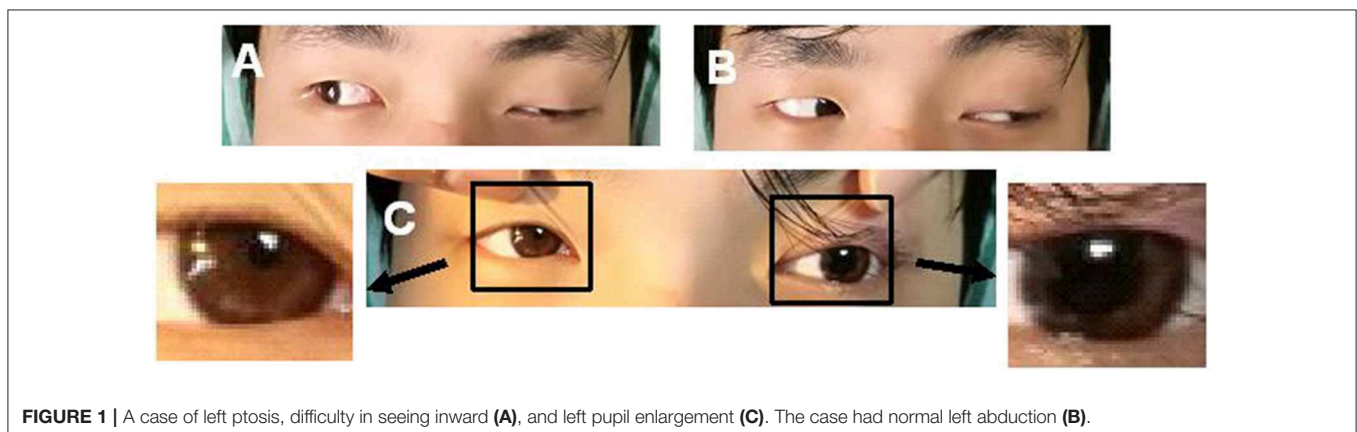 A
B
C
FIGURE 1 | A case of left ptosis, difficulty in seeing inward (A), and left pupil enlargement (C). The case had normal left abduction (B).